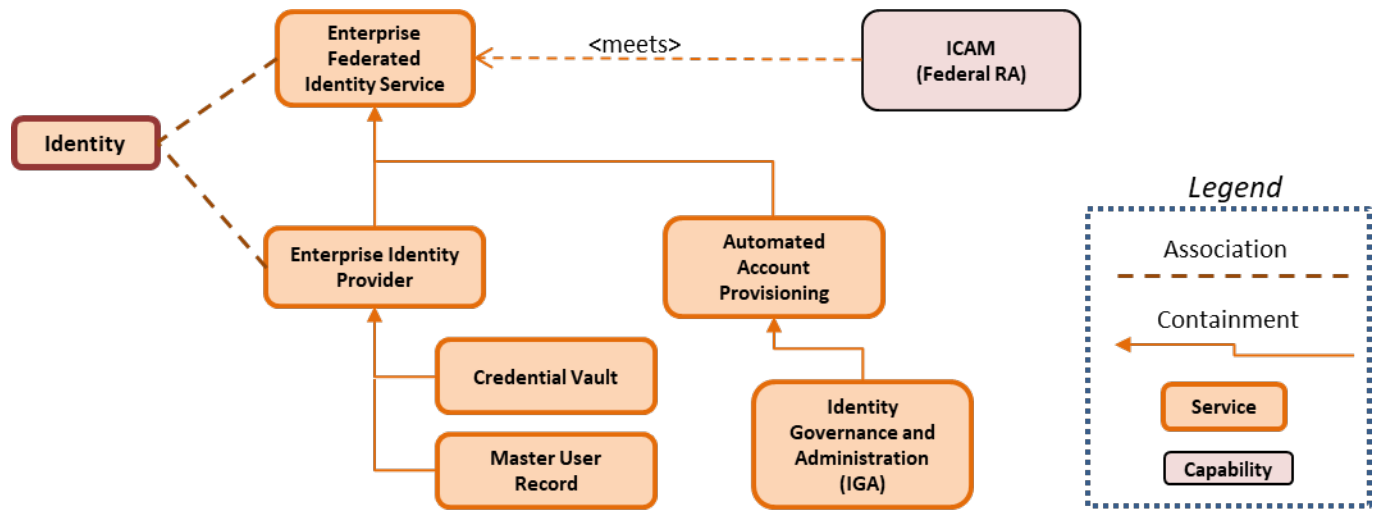 Enterprise
Federated
Identity Service
<meets>
ICAM
(Federal RA)
Identity
Enterprise Identity
Provider
Automated
Account
Provisioning
Credential Vault
Master User
Record
Identity
Governance and
Administration
(IGA)
Legend
Association
Containment
Service
Capability